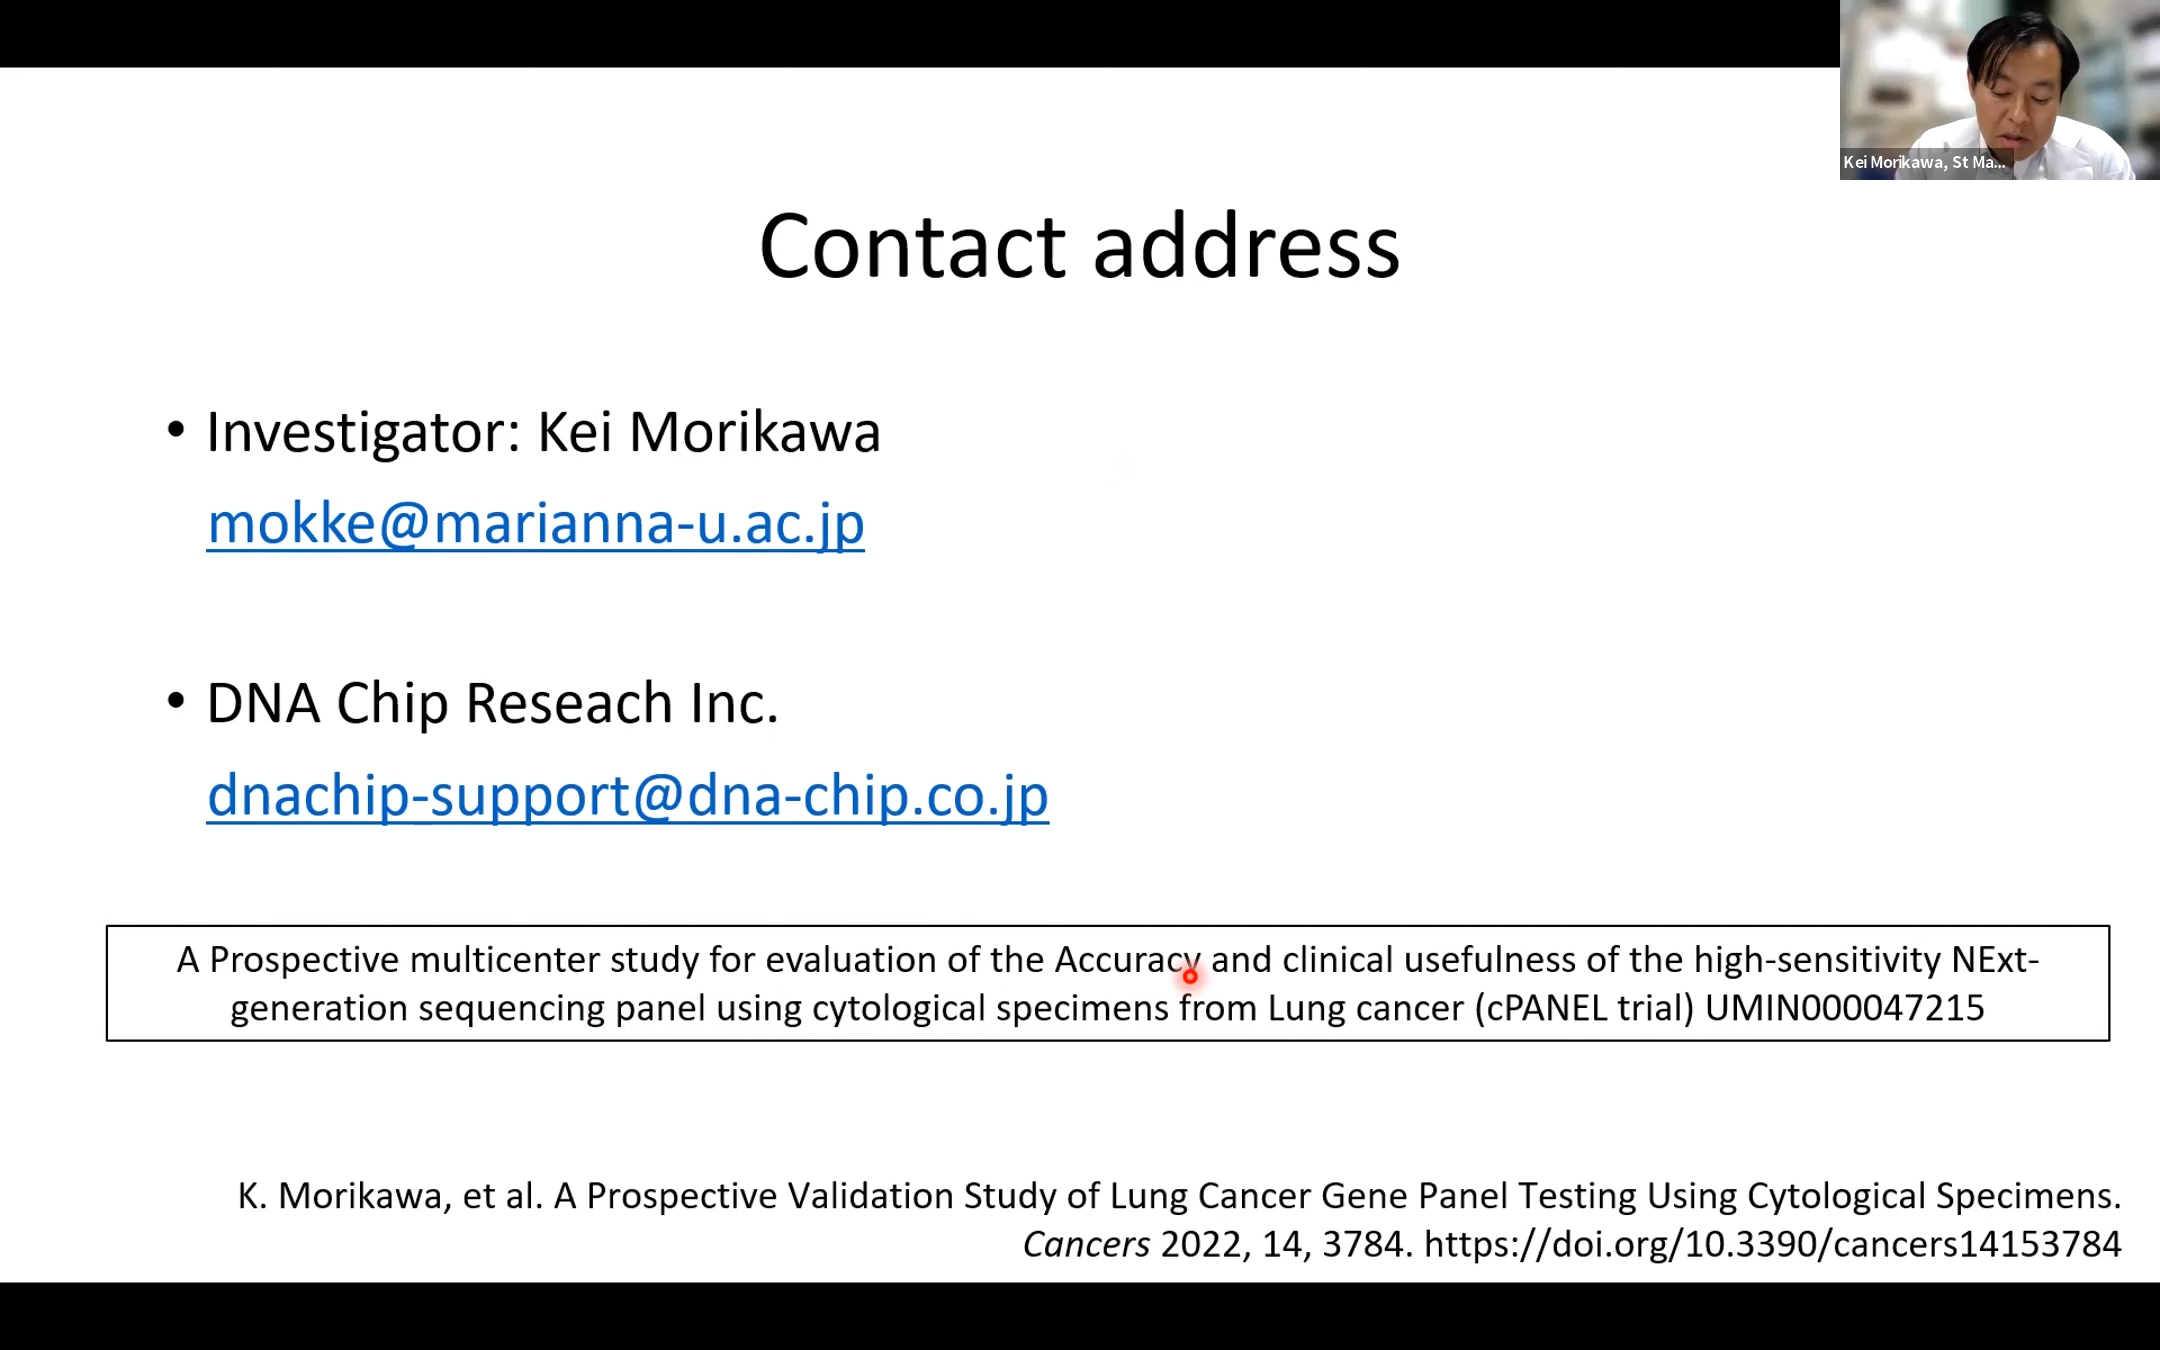 Kei Morikawa, St Ma...
Contact address
• Investigator: Kei Morikawa
mokke@marianna-u.ac.jp
• DNA Chip Reseach Inc.
dnachip-support@dna-chip.co.jp
A Prospective multicenter study for evaluation of the Accuracy and clinical usefulness of the high-sensitivity NExt-
generation sequencing panel using cytological specimens from Lung cancer (cPANEL trial) UMIN000047215
K. Morikawa, et al. A Prospective Validation Study of Lung Cancer Gene Panel Testing Using Cytological Specimens.
Cancers 2022, 14, 3784. https://doi.org/10.3390/cancers14153784